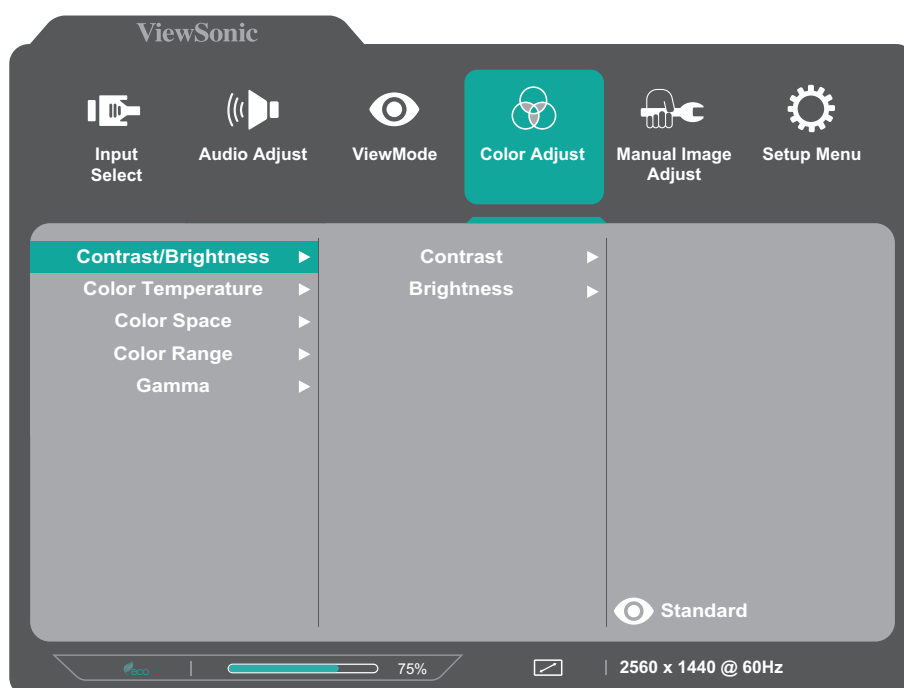 ViewSonic
Input Select
Audio Adjust
ViewMode
Color Adjust
Manual Image Adjust
Setup Menu
Contrast/Brightness
Color Temperature
Color Space
Color Range
Gamma
Contrast
Brightness
Standard
eco
75%
2560 x 1440 @ 60Hz